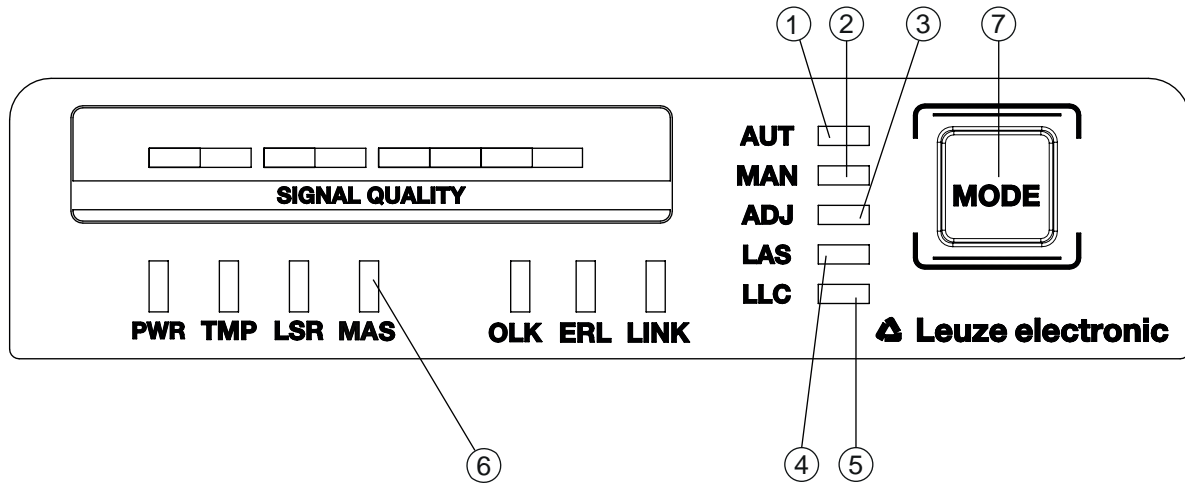 1 2 3 7
AUT
MAN
ADJ
LAS
LLC
MODE
SIGNAL QUALITY
PWR TMP LSR MAS OLK ERL LINK
Leuze electronic
6 4 5